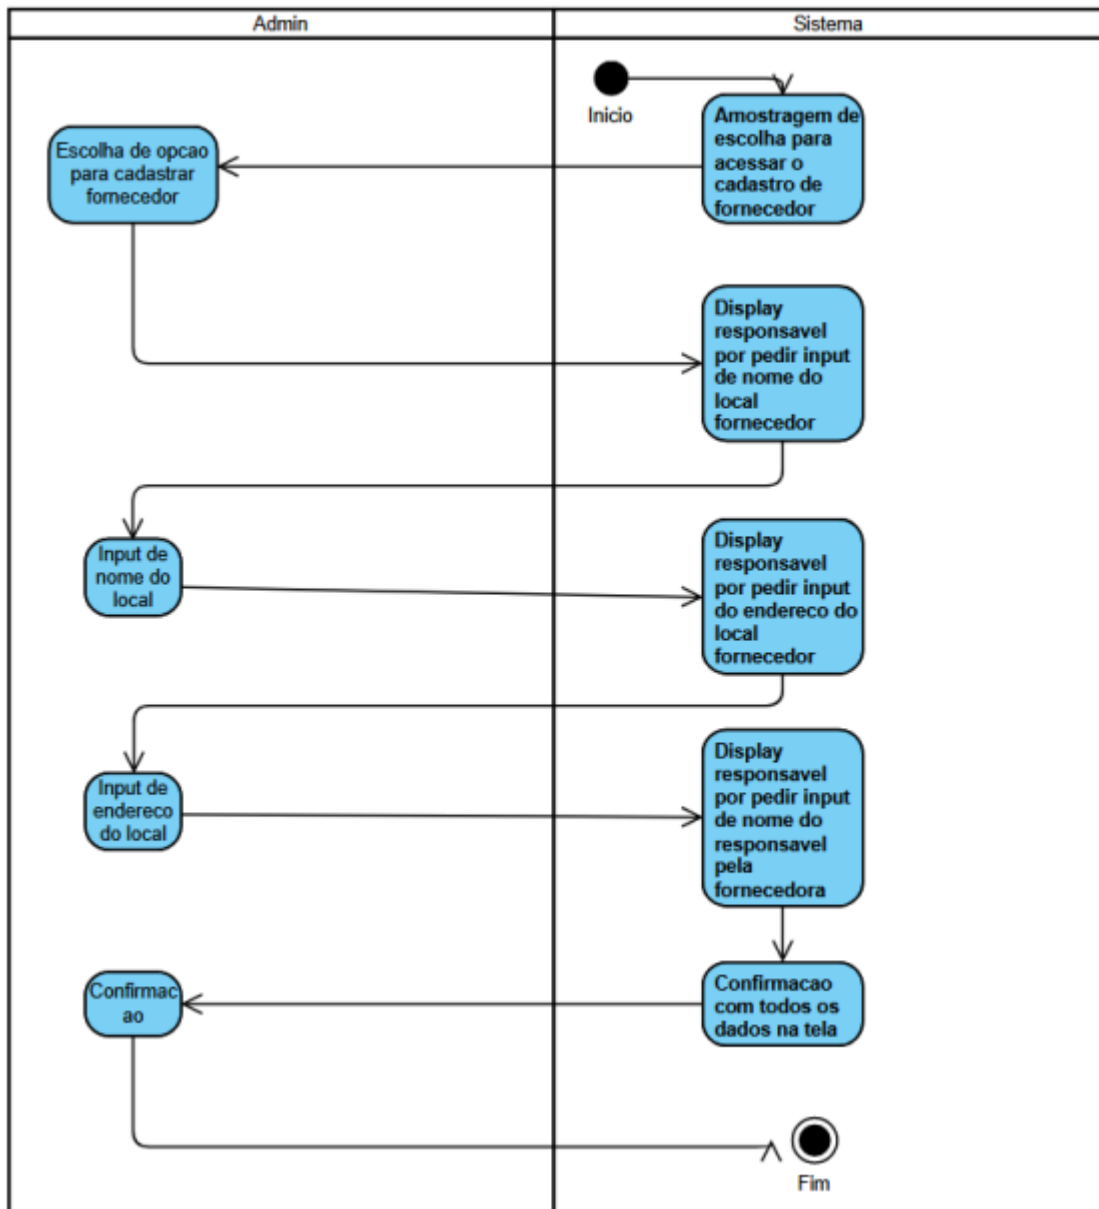 Admin
Sistema
Inicio
Amostragem de
escolha para
acessar o
cadastro de
fornecedor
Escolha de opcao
para cadastrar
fornecedor
Display
responsavel
por pedir input
de nome do
local
fornecedor
Input de
nome do
local
Display
responsavel
por pedir input
do endereco do
local
fornecedor
Input de
endereco
do local
Display
responsavel
por pedir input
de nome do
responsavel
pela
fornecedora
Confirmacao
com todos os
dados na tela
Confirmac
ao
Fim